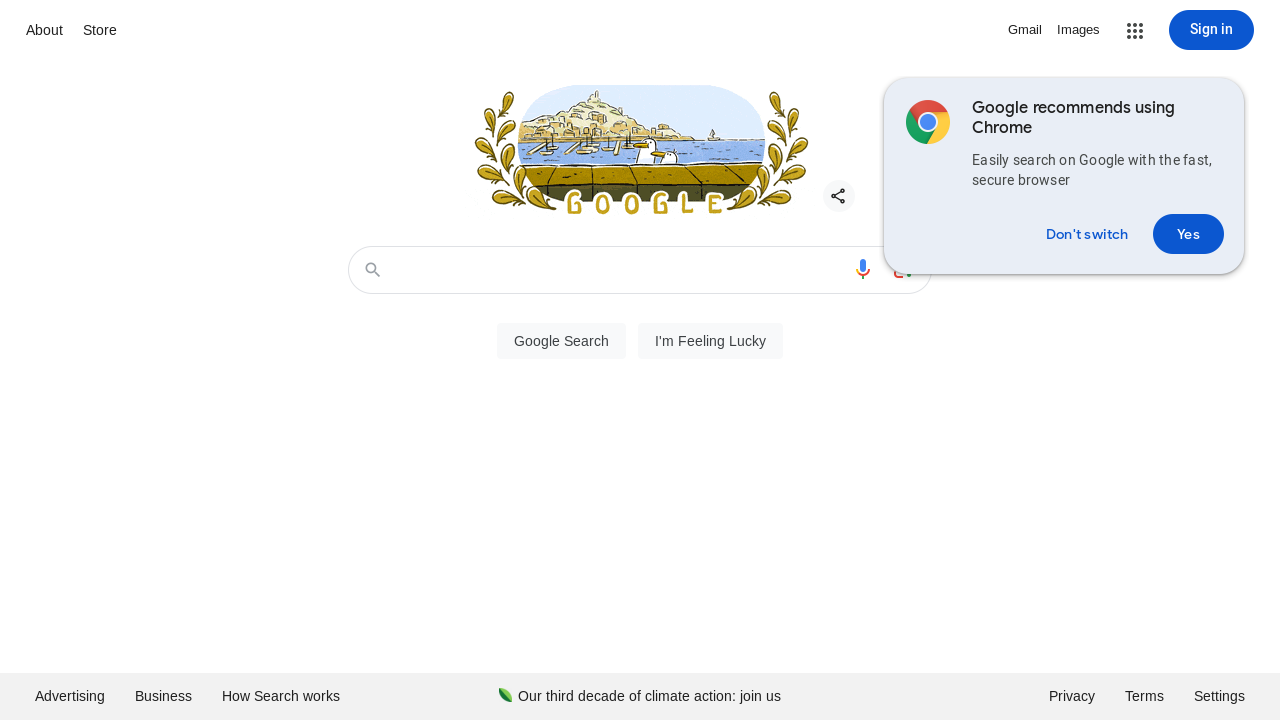 About
Store
Gmail
Images
Sign in
GOOGLE
Google recommends using
Chrome
Easily search on Google with the fast,
secure browser
Don't switch
Yes
Google Search
I'm Feeling Lucky
Advertising
Business
How Search works
Our third decade of climate action: join us
Privacy
Terms
Settings